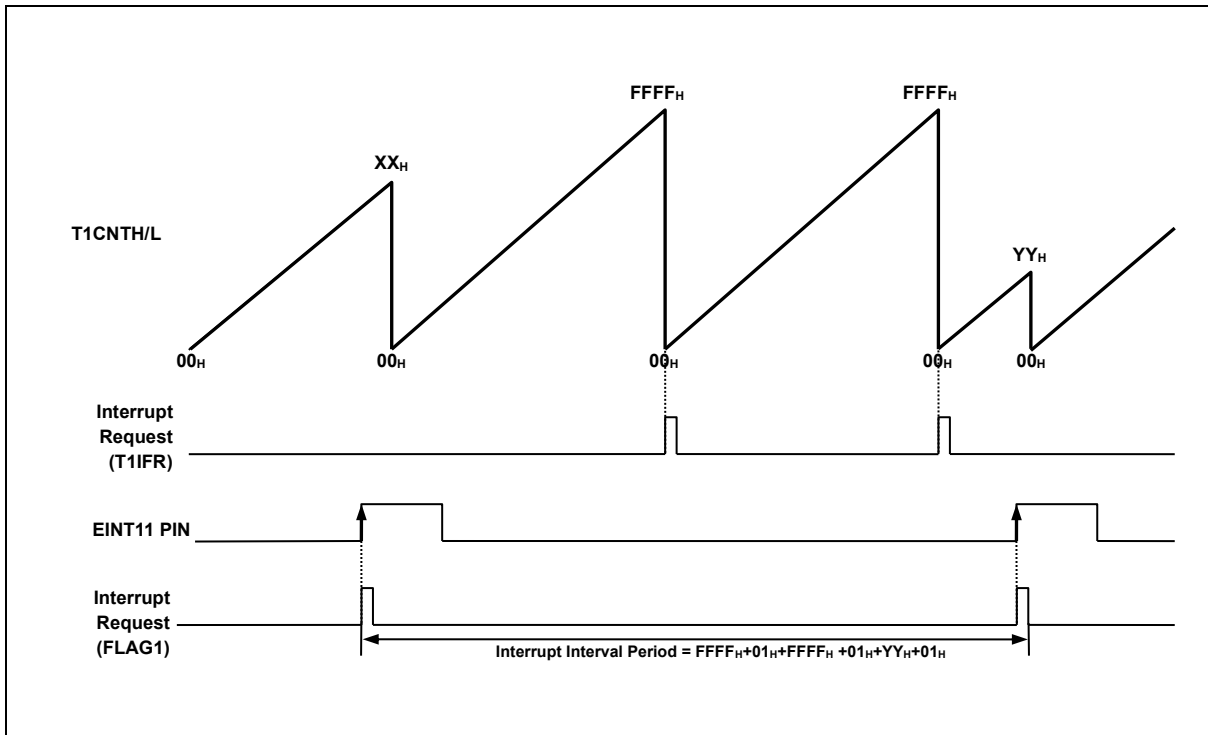 FFFFH
FFFFH
XXH
T1CNTH/L
YYH
00H
00H
00H
00H
00H
Interrupt
Request
(T1IFR)
EINT11 PIN
Interrupt
Request
(FLAG1)
Interrupt Interval Period = FFFFH+01H+FFFFH +01H+YYH+01H